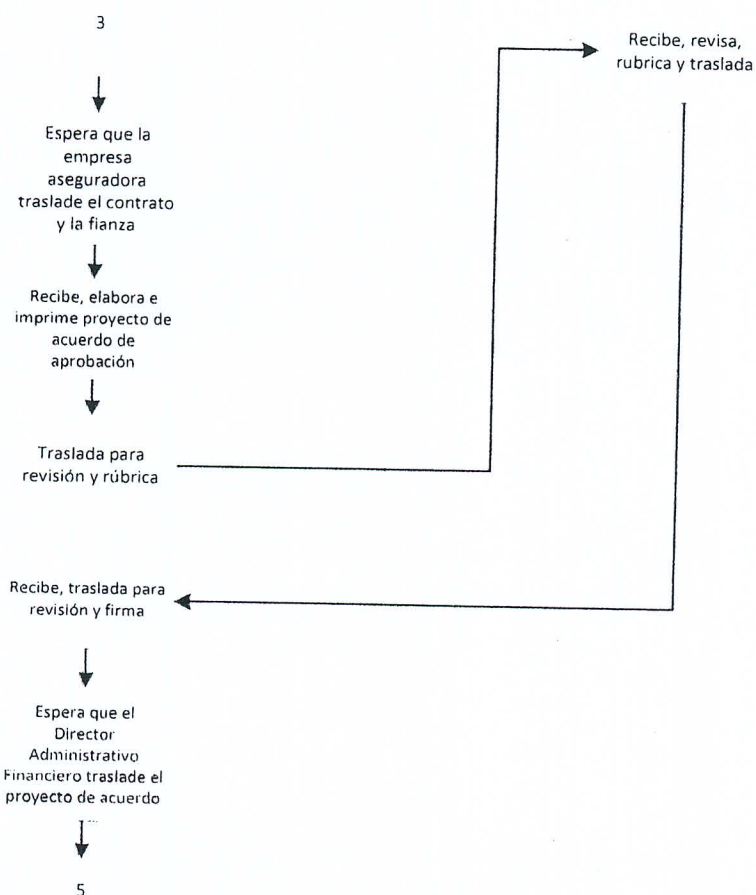 3
Espera que la
empresa
aseguradora
traslade el contrato
y la fianza
Recibe, elabora e
imprime proyecto de
acuerdo de
aprobación
Traslada para
revisión y rúbrica
Recibe, revisa,
rubrica y traslada
Recibe, traslada para
revisión y firma
Espera que el
Director
Administrativo
Financiero traslade el
proyecto de acuerdo
5